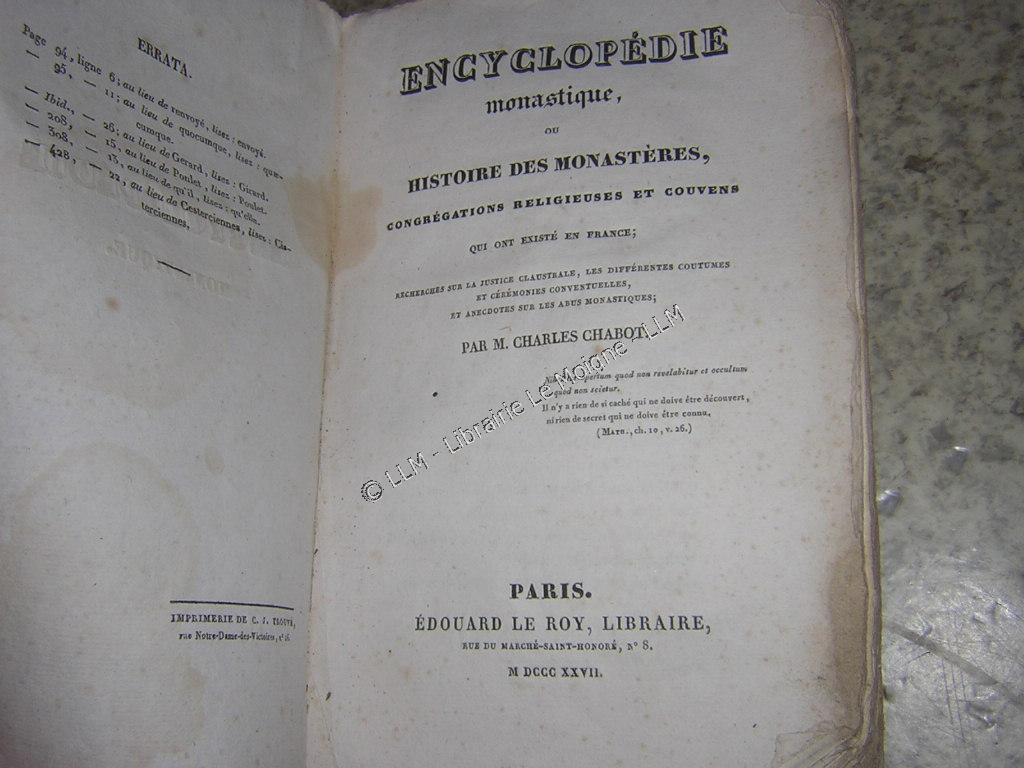 ERRATA.
Page 94, ligne 6; au lieu de renvoyé, lisez: envoyé.
— 95, — 11; au lieu de quocumque, lisez: quæ-
cumque.
— Ibid., — 26; au lieu de Gerard, lisez: Girard.
— 208, — 15, au lieu de Poulet, lisez: Poulet.
— 308, — 13, au lieu de qu'il, lisez: qu'elle.
— 428, — 22, au lieu de Cesterçiennes, lisez: Cis-
terciennes.
IMPRIMERIE DE C. J. TROUVÉ,
rue Notre-Dame-des-Victoires, n° 16.
ENCYCLOPÉDIE
monastique,
OU
HISTOIRE DES MONASTÈRES,
CONGRÉGATIONS RELIGIEUSES ET COUVENS
QUI ONT EXISTÉ EN FRANCE;
RECHERCHES SUR LA JUSTICE CLAUSTRALE, LES DIFFÉRENTES COUTUMES
ET CÉRÉMONIES CONVENTUELLES,
ET ANECDOTES SUR LES ABUS MONASTIQUES;
PAR M. CHARLES CHABOT.
quod non revelabitur et occultum
quod non scietur.
Il n'y a rien de si caché qui ne doive être découvert,
ni rien de secret qui ne doive être connu.
(MATH., ch. 10, v. 26.)
© LLM - Librairie Le Moigne - LLM
PARIS.
ÉDOUARD LE ROY, LIBRAIRE,
RUE DU MARCHÉ-SAINT-HONORÉ, N° 8.
M DCCC XXVII.